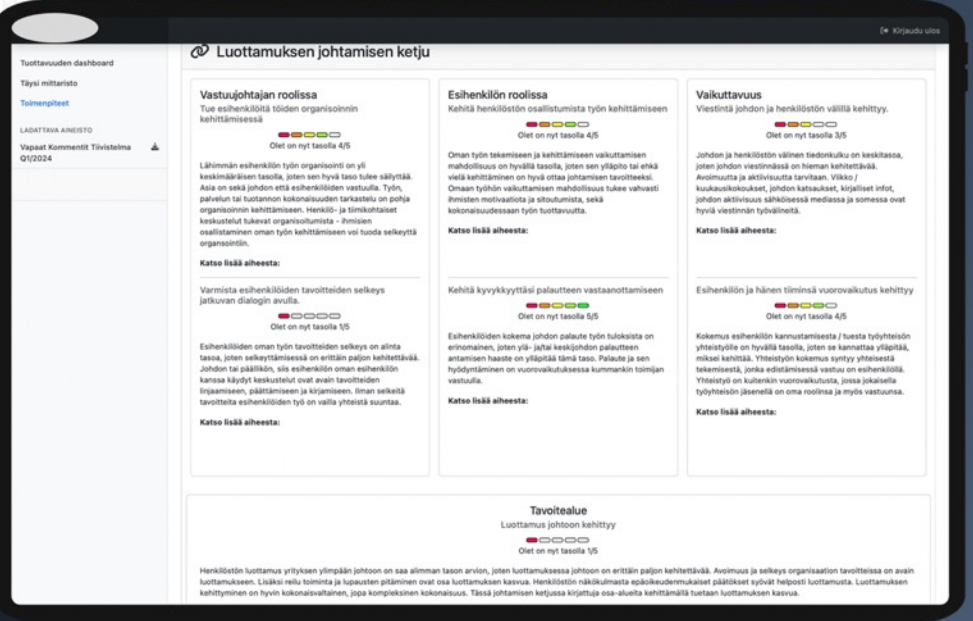 Kirjaudu ulos
Tuottavuuden dashboard
Täysi mittaristo
Toimenpiteet
LADATTAVA AINEISTO
Vapaat Kommentit Tiivistelma
Q1/2024
Luottamuksen johtamisen ketju
Vastuujohtajan roolissa
Tue esihenkilöitä töiden organisoinnin
kehittämisessä
Olet on nyt tasolla 4/5
Lähimmän esihenkilön työn organisointi on yli
keskimääräisen tasolla, joten sen hyvä taso tulee säilyttää.
Asia on sekä johdon että esihenkilöiden vastuulla. Työn,
palvelun tai tuotannon kokonaisuuden tarkastelu on pohja
organisoinnin kehittämiseen. Henkilö- ja tiimikohtaiset
keskustelut tukevat organisoitumista - ihmisien
osallistaminen oman työn kehittämiseen voi tuoda selkeyttä
organsointiin.
Katso lisää aiheesta:
Varmista esihenkilöiden tavoitteiden selkeys
jatkuvan dialogin avulla.
Olet on nyt tasolla 1/5
Esihenkilöiden oman työn tavoitteiden selkeys on alinta
tasoa, joten selkeyttämisessä on erittäin paljon kehitettävää.
Johdon tai päällikön, siis esihenkilön oman esihenkilön
kanssa käydyt keskustelut ovat avain tavoitteiden
linjaamiseen, päättämiseen ja kirjaamiseen. Ilman selkeitä
tavoitteita esihenkilöiden työ on vailla yhteistä suuntaa.
Katso lisää aiheesta:
Esihenkilön roolissa
Kehitä henkilöstön osallistumista työn kehittämiseen
Olet on nyt tasolla 4/5
Oman työn tekemiseen ja kehittämiseen vaikuttamisen
mahdollisuus on hyvällä tasolla, joten sen ylläpito tai ehkä
vielä kehittäminen on hyvä ottaa johtamisen tavoitteeksi.
Omaan työhön vaikuttamisen mahdollisuus tukee vahvasti
ihmisten motivaatiota ja sitoutumista, sekä
kokonaisuudessaan työn tuottavuutta.
Katso lisää aiheesta:
Kehitä kyvykkyyttäsi palautteen vastaanottamiseen
Olet on nyt tasolla 5/5
Esihenkilöiden kokema johdon palaute työn tuloksista on
erinomainen, joten ylä- ja/tai keskijohdon palautteen
antamisen haaste on ylläpitää tämä taso. Palaute ja sen
hyödyntäminen on vuorovaikutuksessa kummankin toimijan
vastuulla.
Katso lisää aiheesta:
Vaikuttavuus
Viestintä johdon ja henkilöstön välillä kehittyy.
Olet on nyt tasolla 3/5
Johdon ja henkilöstön välinen tiedonkulku on keskitasoa,
joten johdon viestinnässä on hieman kehitettävää.
Avoimuutta ja aktiivisuutta tarvitaan. Viikko /
kuukausikokoukset, johdon katsaukset, kirjalliset infot,
johdon aktiivisuus sähköisessä mediassa ja somessa ovat
hyviä viestinnän työvälineitä.
Katso lisää aiheesta:
Esihenkilön ja hänen tiiminsä vuorovaikutus kehittyy
Olet on nyt tasolla 4/5
Kokemus esihenkilön kannustamisesta / tuesta työyhteisön
yhteistyölle on hyvällä tasolla, joten se kannattaa ylläpitää,
miksei kehittää. Yhteistyön kokemus syntyy yhteisestä
tekemisestä, jonka edistämisessä vastuu on esihenkilöllä.
Yhteistyö on kuitenkin vuorovaikutusta, jossa jokaisella
työyhteisön jäsenellä on oma roolinsa ja myös vastuunsa.
Katso lisää aiheesta:
Tavoitealue
Luottamus johtoon kehittyy
Olet on nyt tasolla 1/5
Henkilöstön luottamus yrityksen ylimpään johtoon on saa alimman tason arvion, joten luottamuksessa johtoon on erittäin paljon kehitettävää. Avoimuus ja selkeys organisaation tavoitteissa on avain
luottamukseen. Lisäksi reilu toiminta ja lupausten pitäminen ovat osa luottamuksen kasvua. Henkilöstön näkökulmasta epäoikeudenmukaiset päätökset syövät helposti luottamusta. Luottamuksen
kehittyminen on hyvin kokonaisvaltainen, jopa kompleksinen kokonaisuus. Tässä johtamisen ketjussa kirjattuja osa-alueita kehittämällä tuetaan luottamuksen kasvua.